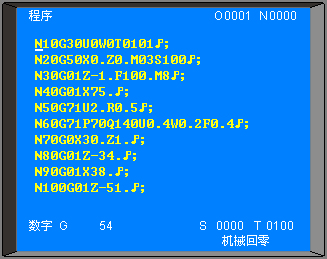 程序 O0001 N0000
N10G30U0W0T0101;
N20G50X0.Z0.M03S100;
N30G01Z-1.F100.M8;
N40G01X75.;
N50G71U2.R0.5;
N60G71P70Q140U0.4W0.2F0.4;
N70G0X30.Z1.;
N80G01Z-34.;
N90G01X38.;
N100G01Z-51.;
数字 G 54 S 0000 T 0100
机械回零